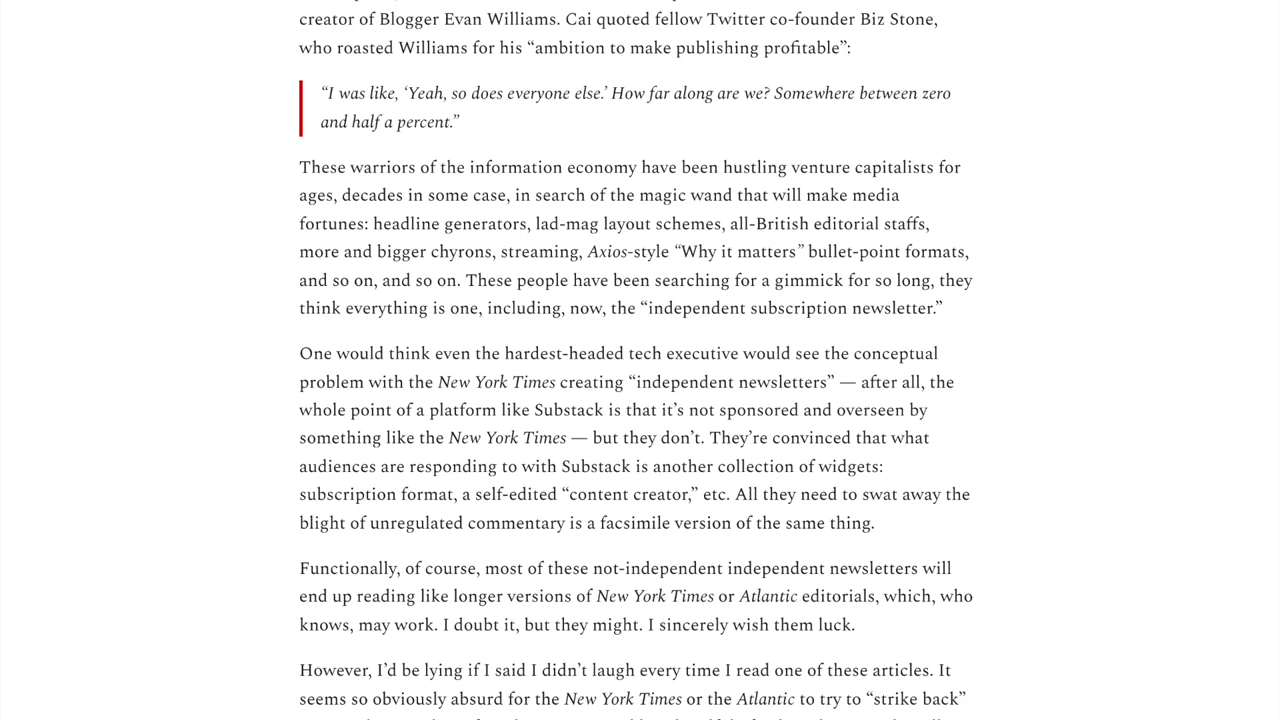 creator of Blogger Evan Williams. Cai quoted fellow Twitter co-founder Biz Stone,
who roasted Williams for his “ambition to make publishing profitable”:
“I was like, ‘Yeah, so does everyone else.’ How far along are we? Somewhere between zero
and half a percent.”
These warriors of the information economy have been hustling venture capitalists for
ages, decades in some case, in search of the magic wand that will make media
fortunes: headline generators, lad-mag layout schemes, all-British editorial staffs,
more and bigger chyrons, streaming, Axios-style “Why it matters” bullet-point formats,
and so on, and so on. These people have been searching for a gimmick for so long, they
think everything is one, including, now, the “independent subscription newsletter.”
One would think even the hardest-headed tech executive would see the conceptual
problem with the New York Times creating “independent newsletters” — after all, the
whole point of a platform like Substack is that it’s not sponsored and overseen by
something like the New York Times — but they don’t. They’re convinced that what
audiences are responding to with Substack is another collection of widgets:
subscription format, a self-edited “content creator,” etc. All they need to swat away the
blight of unregulated commentary is a facsimile version of the same thing.
Functionally, of course, most of these not-independent independent newsletters will
end up reading like longer versions of New York Times or Atlantic editorials, which, who
knows, may work. I doubt it, but they might. I sincerely wish them luck.
However, I’d be lying if I said I didn’t laugh every time I read one of these articles. It
seems so obviously absurd for the New York Times or the Atlantic to try to “strike back”